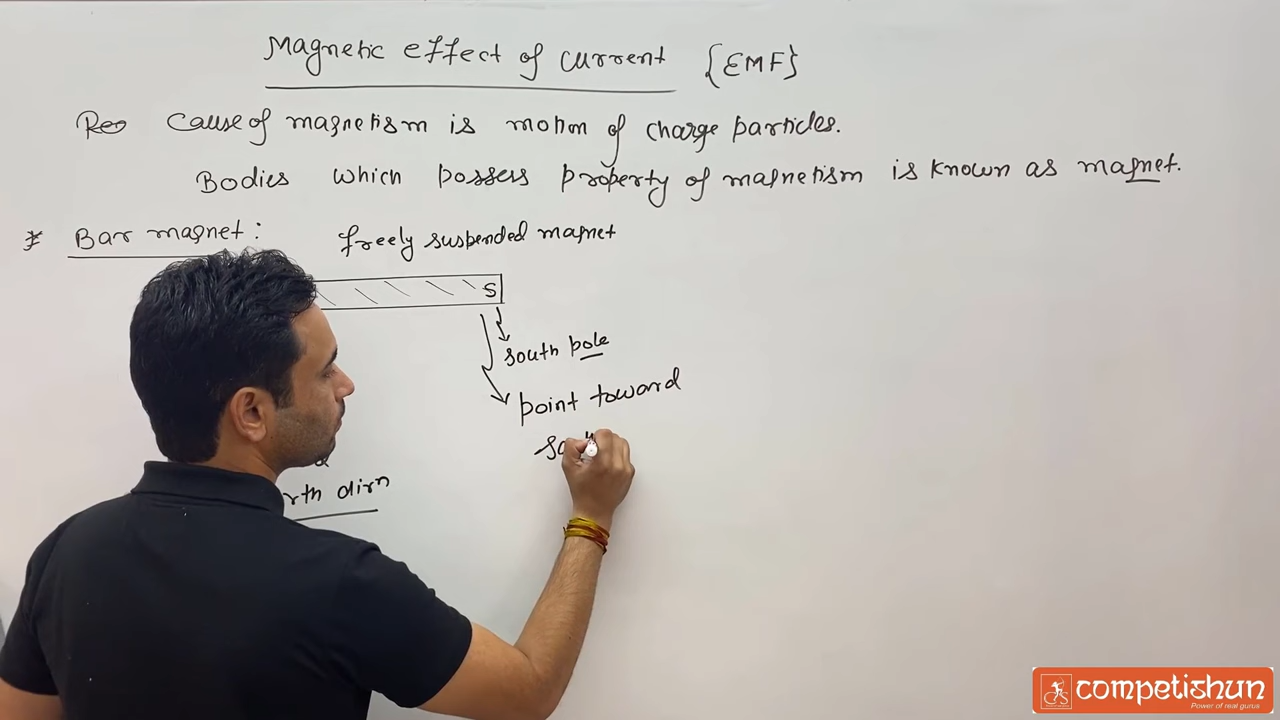 Magnetic effect of current {EMF}
Reo cause of magnetism is motion of charge particles.
Bodies which possess property of magnetism is known as magnet.
* Bar magnet: freely suspended magnet
S
south pole
point toward
rth dirn
competishun
Power of real gurus